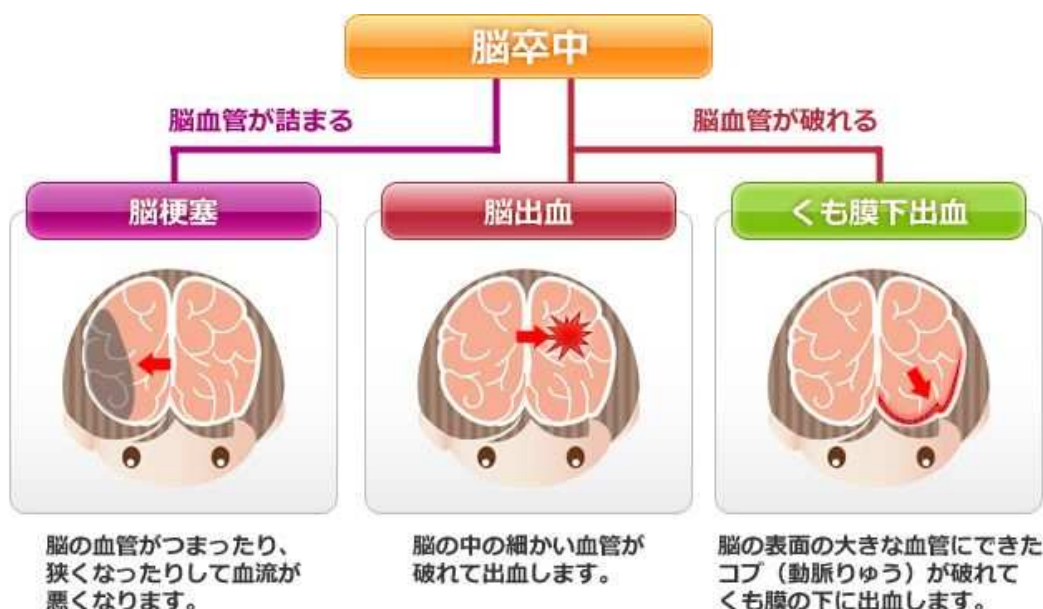 脳卒中
脳血管が詰まる
脳血管が破れる
脳梗塞
脳出血
くも膜下出血
脳の血管がつまったり、
狭くなったりして血流が
悪くなります。
脳の中の細かい血管が
破れて出血します。
脳の表面の大きな血管にできた
コブ（動脈りゅう）が破れて
くも膜の下に出血します。